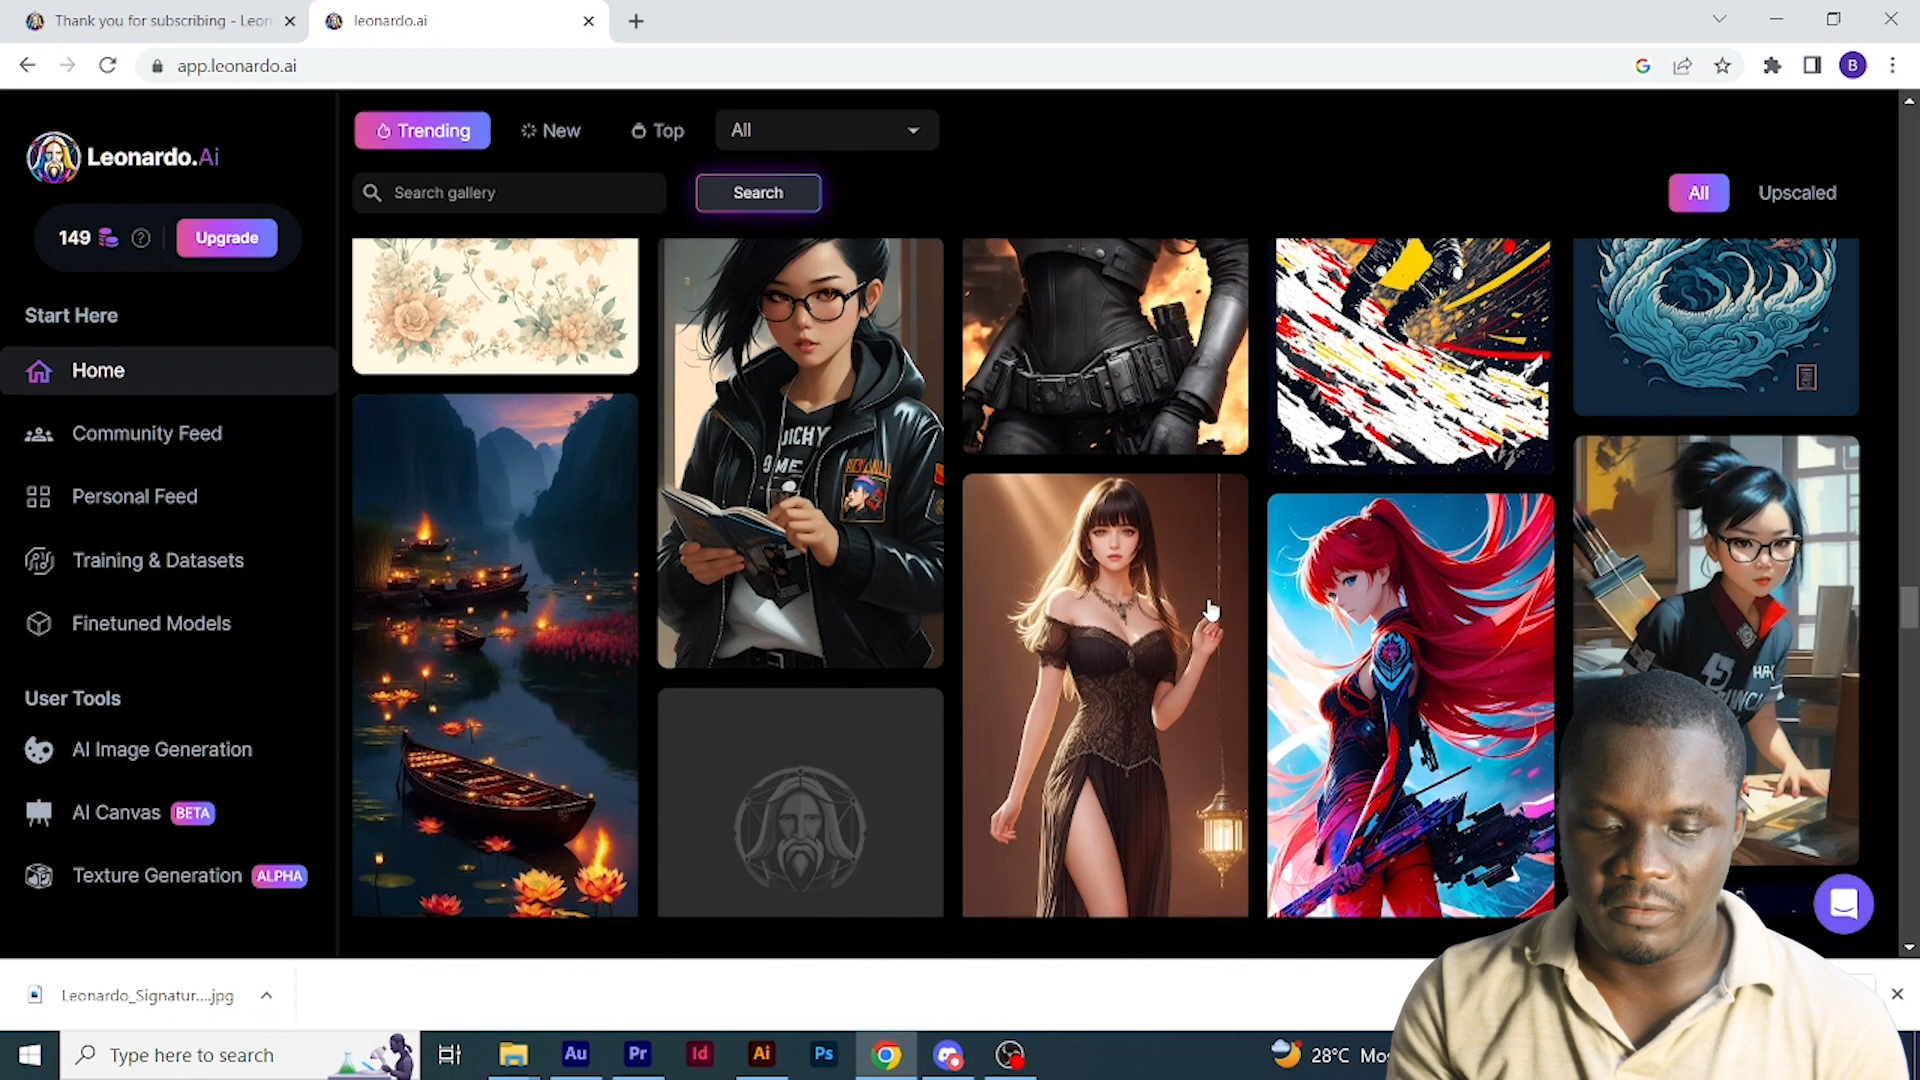 Thank you for subscribing - Leon
leonardo.ai
app.leonardo.ai
B
Leonardo.Ai
149
Upgrade
Start Here
Home
Community Feed
Personal Feed
Training & Datasets
Finetuned Models
User Tools
AI Image Generation
AI Canvas BETA
Texture Generation ALPHA
Trending
New
Top
All
Search gallery
Search
All
Upscaled
Leonardo_Signatur....jpg
Type here to search
Au
Pr
Id
Ai
Ps
28°C